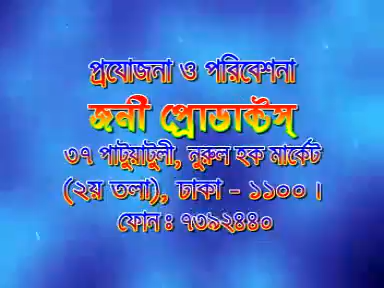 প্রযোজনা ও পরিবেশনা
জনী প্রোডাক্টস্
৩৭ পাটুয়াটুলী, নুরুল হক মার্কেট
(২য় তলা), ঢাকা - ১১০০ ।
ফোন : ৭৩৯২৪৪০